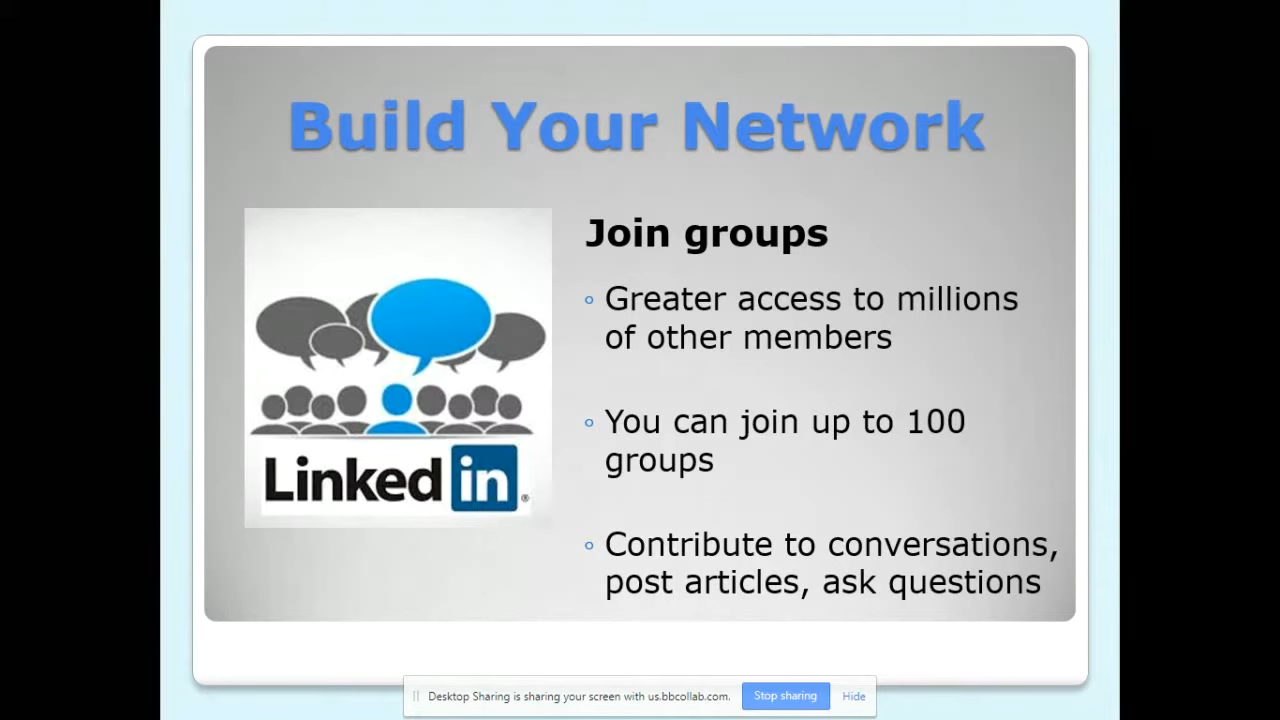 Build Your Network
Join groups
◦ Greater access to millions
of other members
◦ You can join up to 100
groups
◦ Contribute to conversations,
post articles, ask questions
Linked in ®
Desktop Sharing is sharing your screen with us.bbcollab.com. Stop sharing Hide